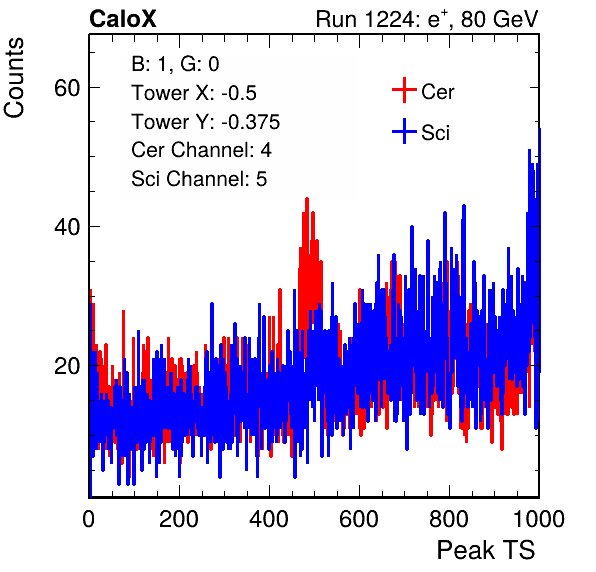 CaloX Run 1224: e⁺, 80 GeV
Counts
B: 1, G: 0
Tower X: -0.5
Tower Y: -0.375
Cer Channel: 4
Sci Channel: 5
Cer
Sci
60
40
20
0 200 400 600 800 1000
Peak TS